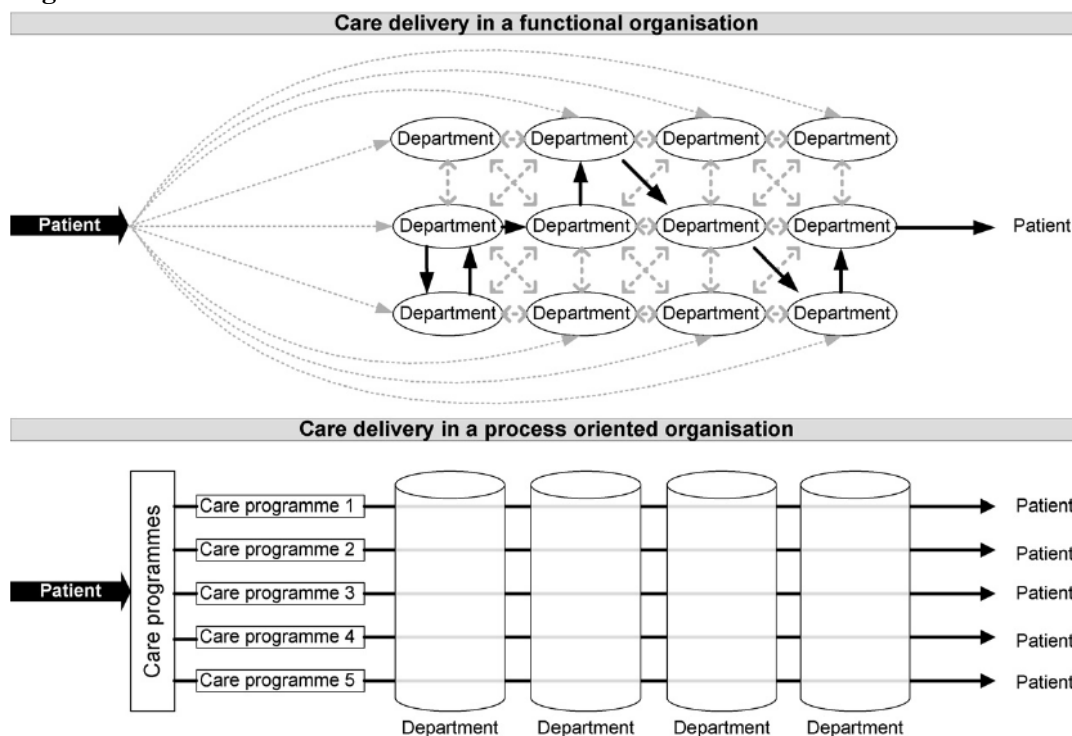 Care delivery in a functional organisation
Department Department Department Department
Patient Department Department Department Department Patient
Department Department Department Department
Care delivery in a process oriented organisation
Care programmes
Care programme 1 Patient
Care programme 2 Patient
Patient Care programme 3 Patient
Care programme 4 Patient
Care programme 5 Patient
Department Department Department Department